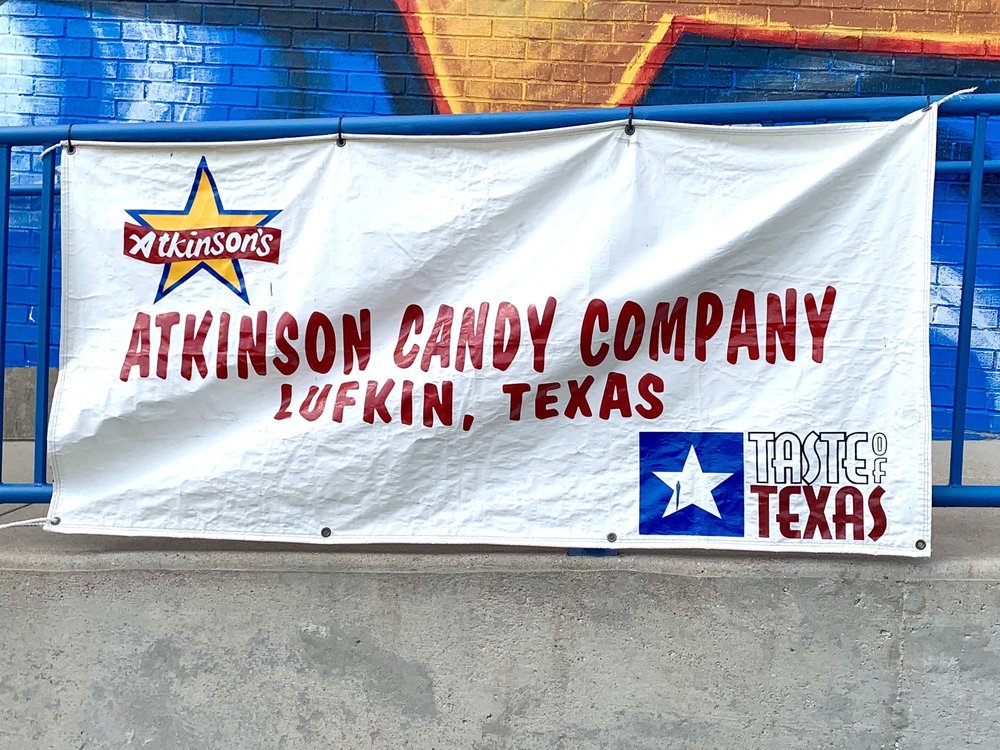 Atkinson's
ATKINSON CANDY COMPANY
LUFKIN, TEXAS
TASTE OF
TEXAS